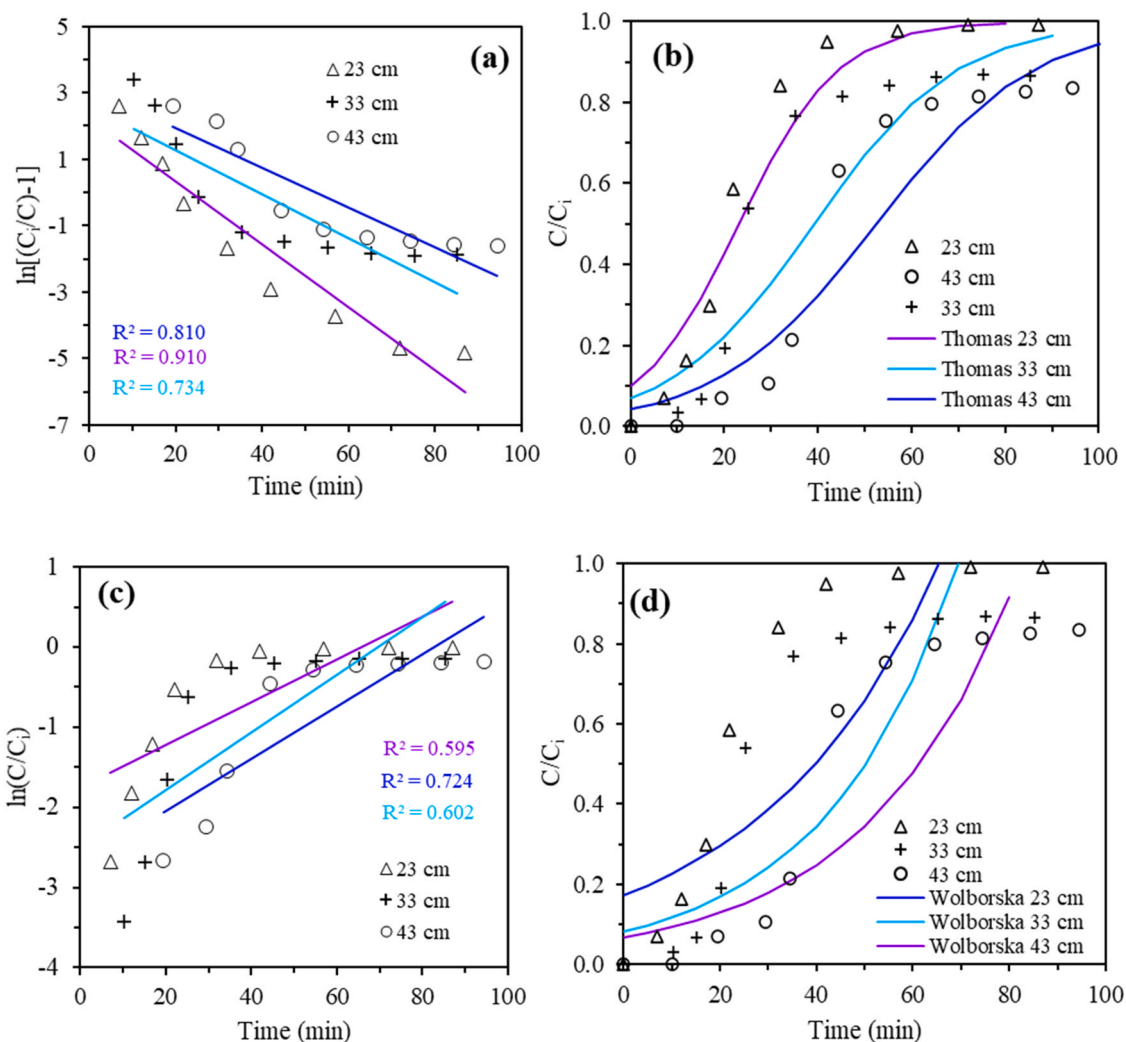 (a)
5
3
1
-1
-3
-5
-7
ln[(Ci/C)-1]
23 cm
33 cm
43 cm
R² = 0.810
R² = 0.910
R² = 0.734
0 20 40 60 80 100
Time (min)
(b)
1.0
0.8
0.6
0.4
0.2
0.0
C/Ci
23 cm
43 cm
33 cm
Thomas 23 cm
Thomas 33 cm
Thomas 43 cm
0 20 40 60 80 100
Time (min)
(c)
1
0
-1
-2
-3
-4
ln(C/Ci)
R² = 0.595
R² = 0.724
R² = 0.602
23 cm
33 cm
43 cm
0 20 40 60 80 100
Time (min)
(d)
1.0
0.8
0.6
0.4
0.2
0.0
C/Ci
23 cm
33 cm
43 cm
Wolborska 23 cm
Wolborska 33 cm
Wolborska 43 cm
0 20 40 60 80 100
Time (min)